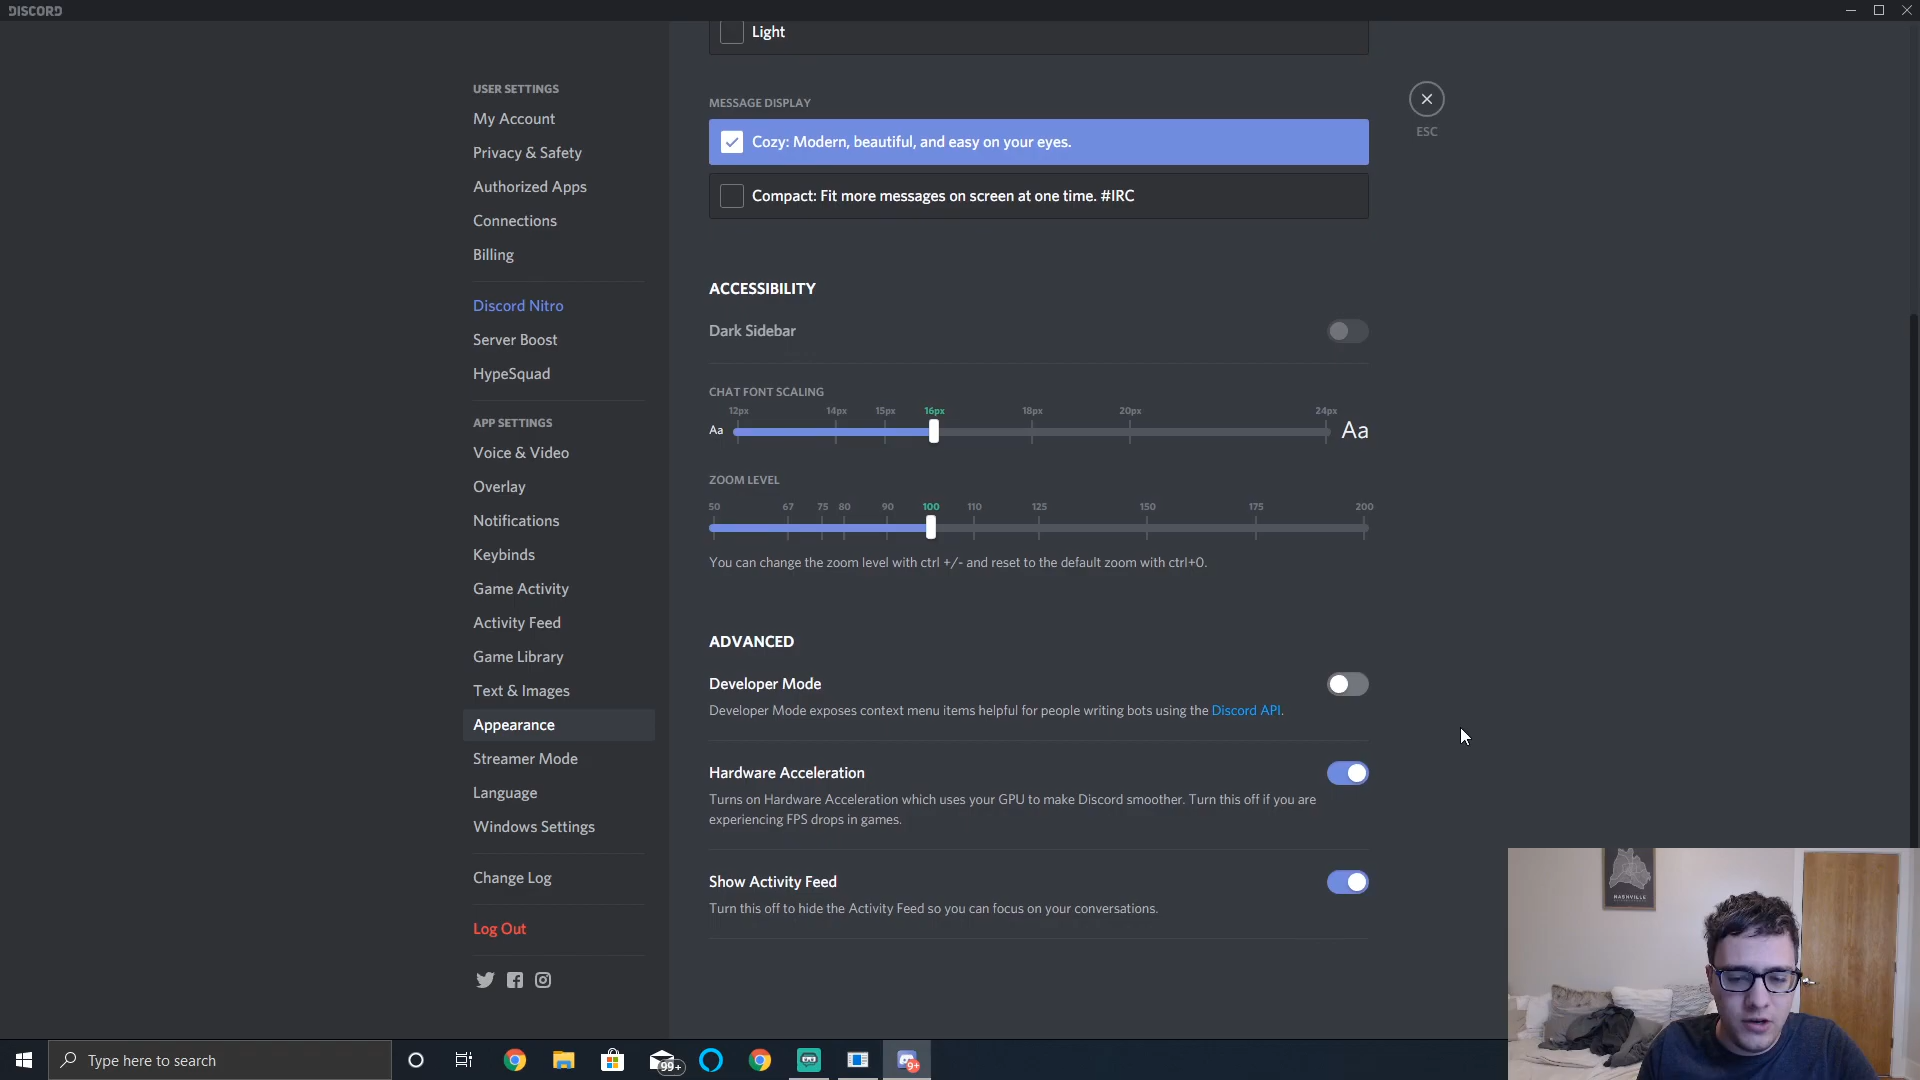 DISCORD
Light
USER SETTINGS
My Account
Privacy & Safety
Authorized Apps
Connections
Billing
Discord Nitro
Server Boost
HypeSquad
APP SETTINGS
Voice & Video
Overlay
Notifications
Keybinds
Game Activity
Activity Feed
Game Library
Text & Images
Appearance
Streamer Mode
Language
Windows Settings
Change Log
Log Out
MESSAGE DISPLAY
Cozy: Modern, beautiful, and easy on your eyes.
Compact: Fit more messages on screen at one time. #IRC
ESC
ACCESSIBILITY
Dark Sidebar
CHAT FONT SCALING
12px 14px 15px 16px 18px 20px 24px
Aa Aa
ZOOM LEVEL
50 67 75 80 90 100 110 125 150 175 200
You can change the zoom level with ctrl +/- and reset to the default zoom with ctrl+0.
ADVANCED
Developer Mode
Developer Mode exposes context menu items helpful for people writing bots using the Discord API.
Hardware Acceleration
Turns on Hardware Acceleration which uses your GPU to make Discord smoother. Turn this off if you are
experiencing FPS drops in games.
Show Activity Feed
Turn this off to hide the Activity Feed so you can focus on your conversations.
NASHVILLE
Type here to search
99+
9+